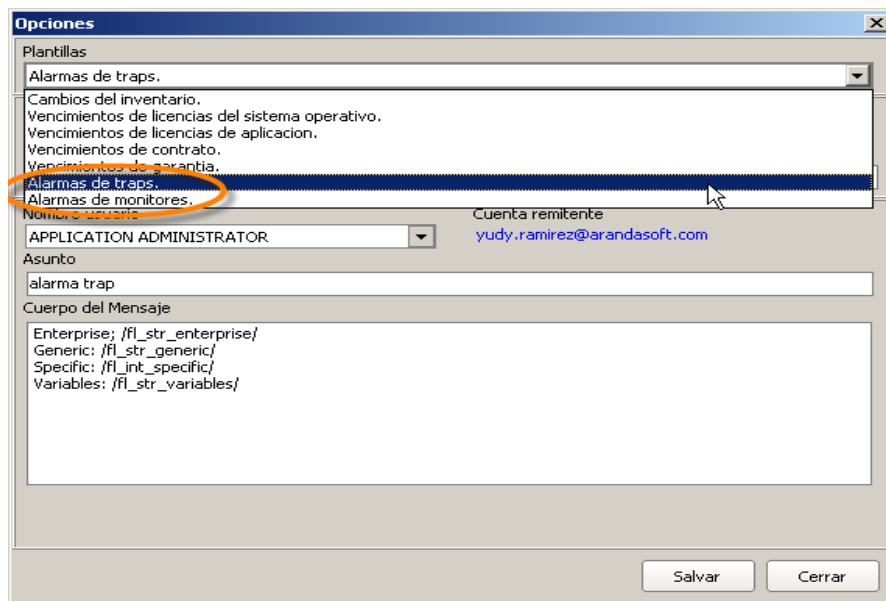 Opciones
Plantillas
Alarmas de traps.
Cambios del inventario.
Vencimientos de licencias del sistema operativo.
Vencimientos de licencias de aplicacion.
Vencimientos de contrato.
Vencimientos de garantia.
Alarmas de traps.
Alarmas de monitores.
Nombre usuario Cuenta remitente
APPLICATION ADMINISTRATOR yudy.ramirez@arandasoft.com
Asunto
alarma trap
Cuerpo del Mensaje
Enterprise; /fl_str_enterprise/
Generic: /fl_str_generic/
Specific: /fl_int_specific/
Variables: /fl_str_variables/
Salvar Cerrar